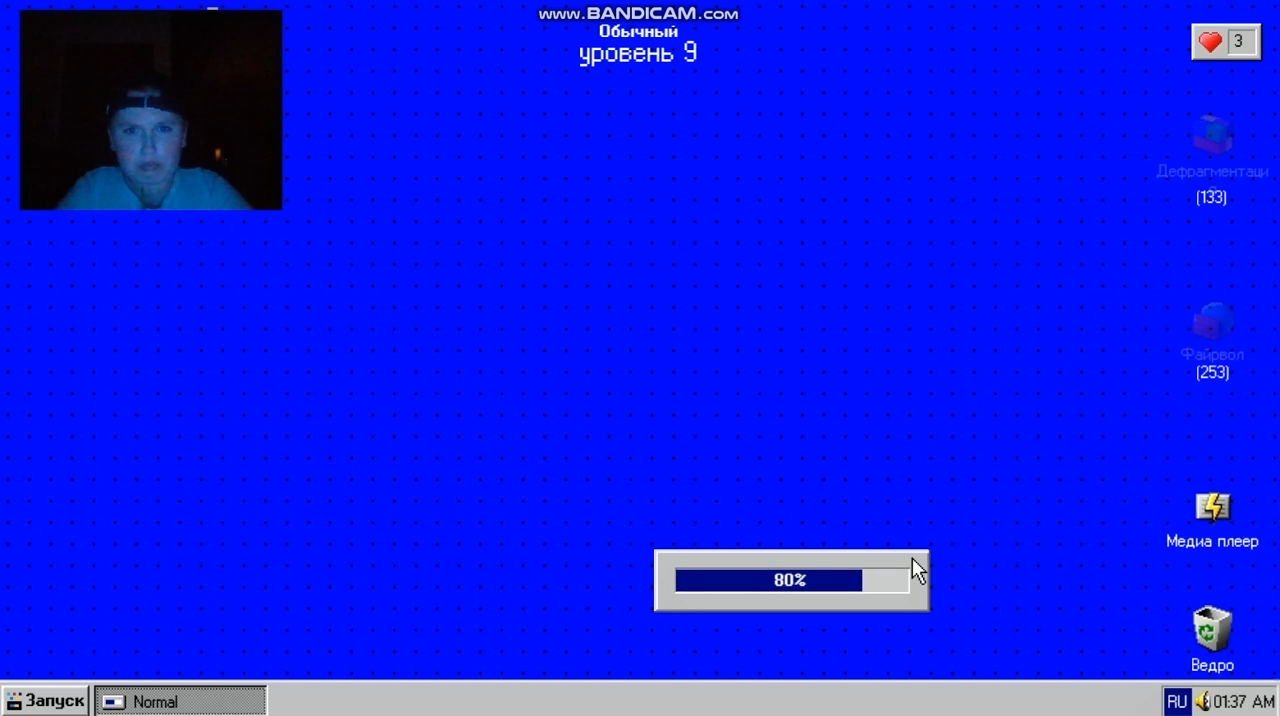 www.BANDICAM.com
Обычный
уровень 9
3
Дефрагментаци
(133)
Файрвол
(253)
Медиа плеер
80%
Ведро
Запуск
Normal
RU
01:37 AM